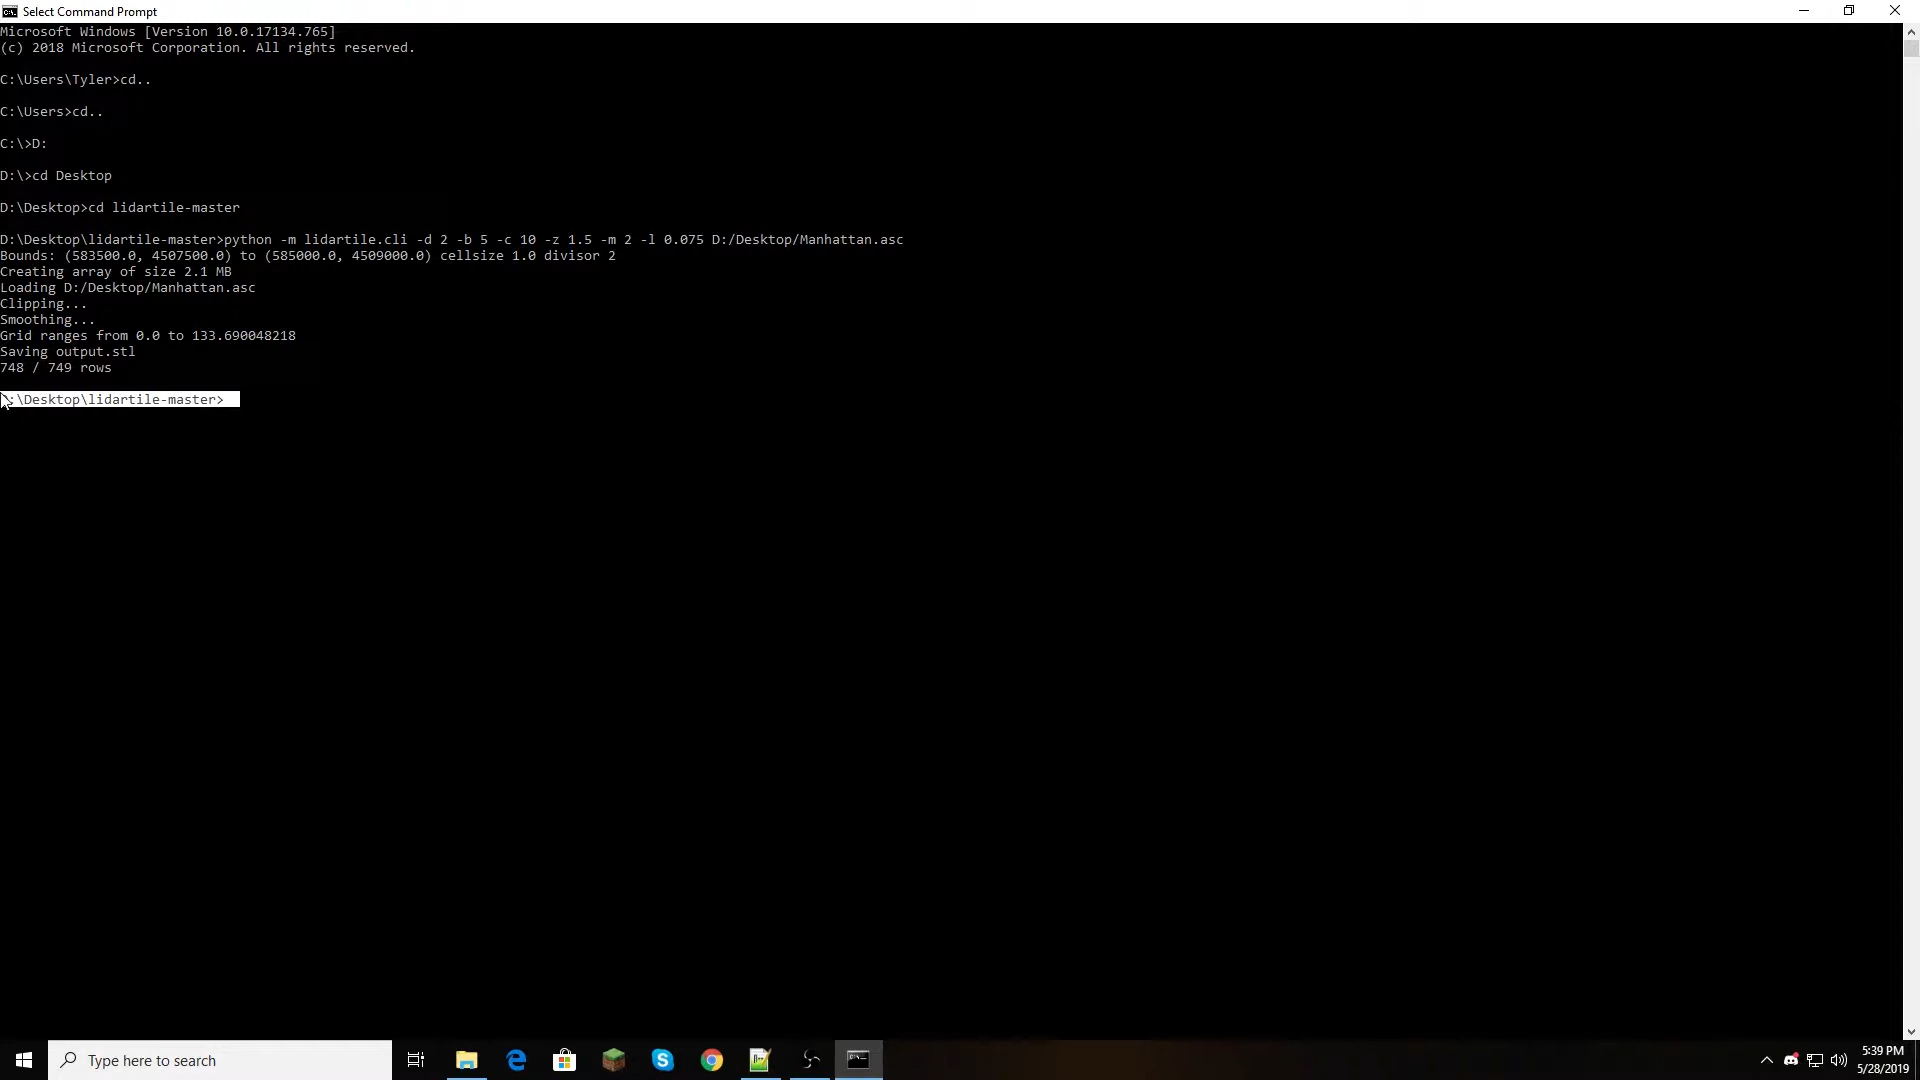 Select Command Prompt
Microsoft Windows [Version 10.0.17134.765]
(c) 2018 Microsoft Corporation. All rights reserved.
C:\Users\Tyler>cd..
C:\Users>cd..
C:\>D:
D:\>cd Desktop
D:\Desktop>cd lidartile-master
D:\Desktop\lidartile-master>python -m lidartile.cli -d 2 -b 5 -c 10 -z 1.5 -m 2 -l 0.075 D:/Desktop/Manhattan.asc
Bounds: (583500.0, 4507500.0) to (585000.0, 4509000.0) cellsize 1.0 divisor 2
Creating array of size 2.1 MB
Loading D:/Desktop/Manhattan.asc
Clipping...
Smoothing...
Grid ranges from 0.0 to 133.690048218
Saving output.stl
748 / 749 rows
:\Desktop\lidartile-master>
Type here to search
5:39 PM
5/28/2019